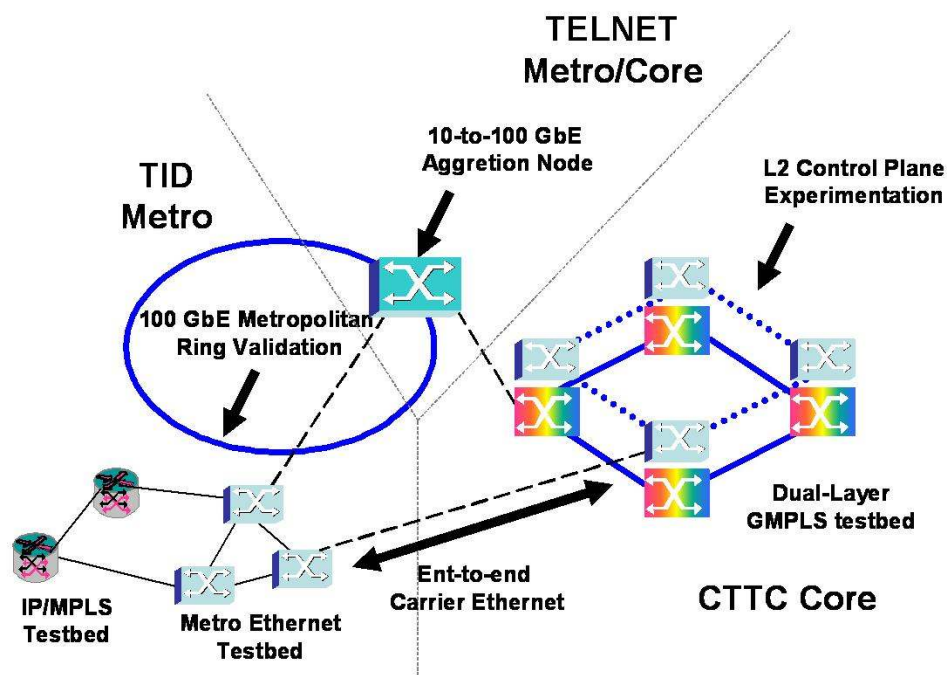 TELNET
Metro/Core
10-to-100 GbE
Aggretion Node
L2 Control Plane
Experimentation
TID
Metro
100 GbE Metropolitan
Ring Validation
Dual-Layer
GMPLS testbed
Ent-to-end
Carrier Ethernet
CTTC Core
IP/MPLS
Testbed
Metro Ethernet
Testbed